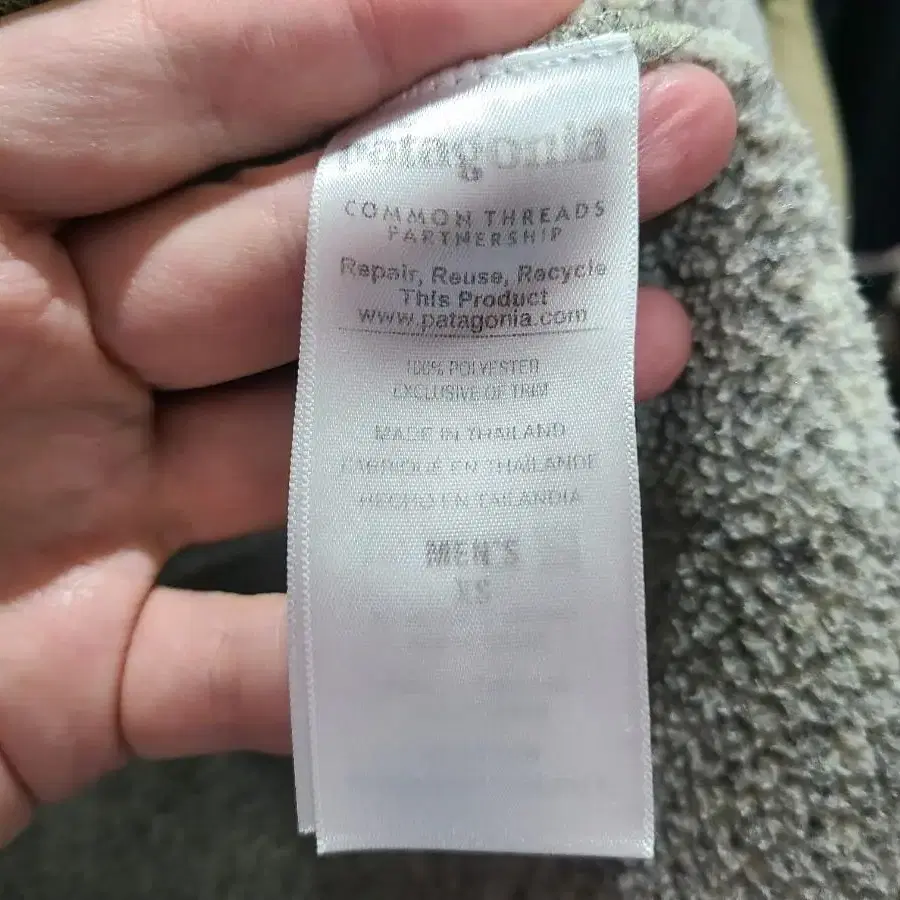 patagonia
COMMON THREADS
PARTNERSHIP
Repair, Reuse, Recycle
This Product
www.patagonia.com
100% POLYESTER
EXCLUSIVE OF TRIM
MADE IN THAILAND
FABRIQUÉ EN THAÏLANDE
HECHO EN TAILANDIA
MEN'S
XS